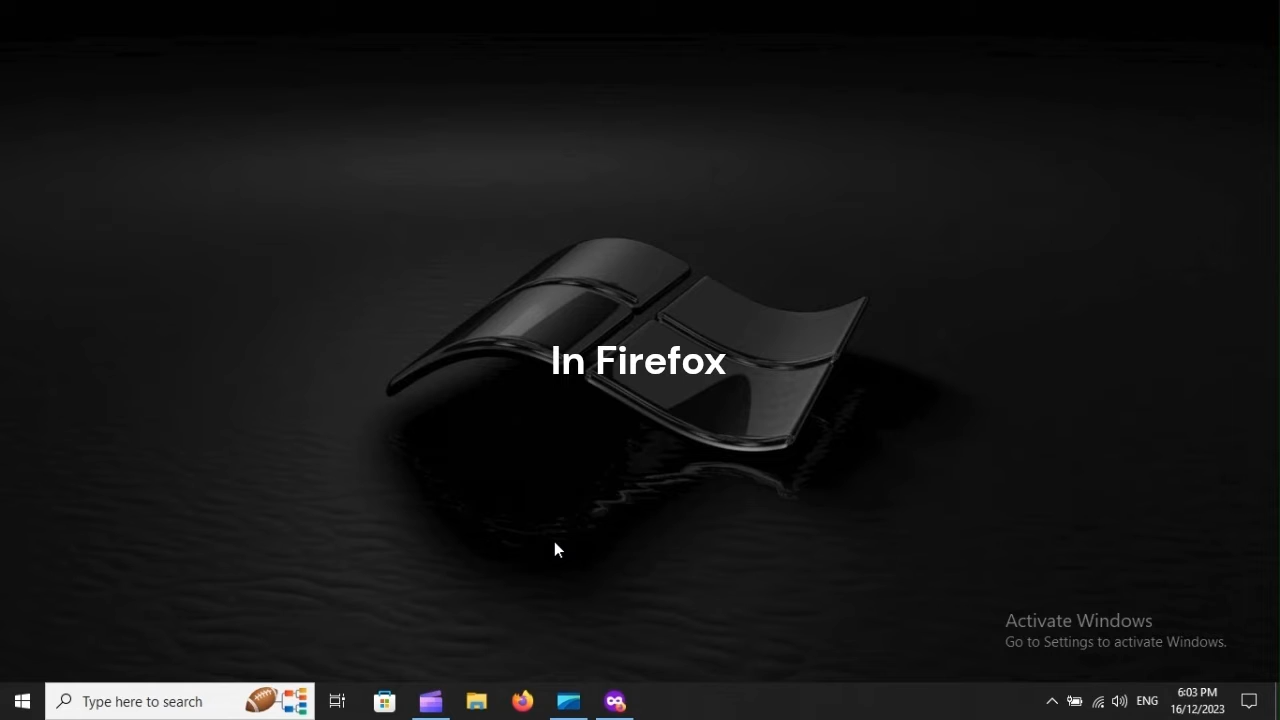 In Firefox
Activate Windows
Go to Settings to activate Windows.
Type here to search
ENG
6:03 PM
16/12/2023